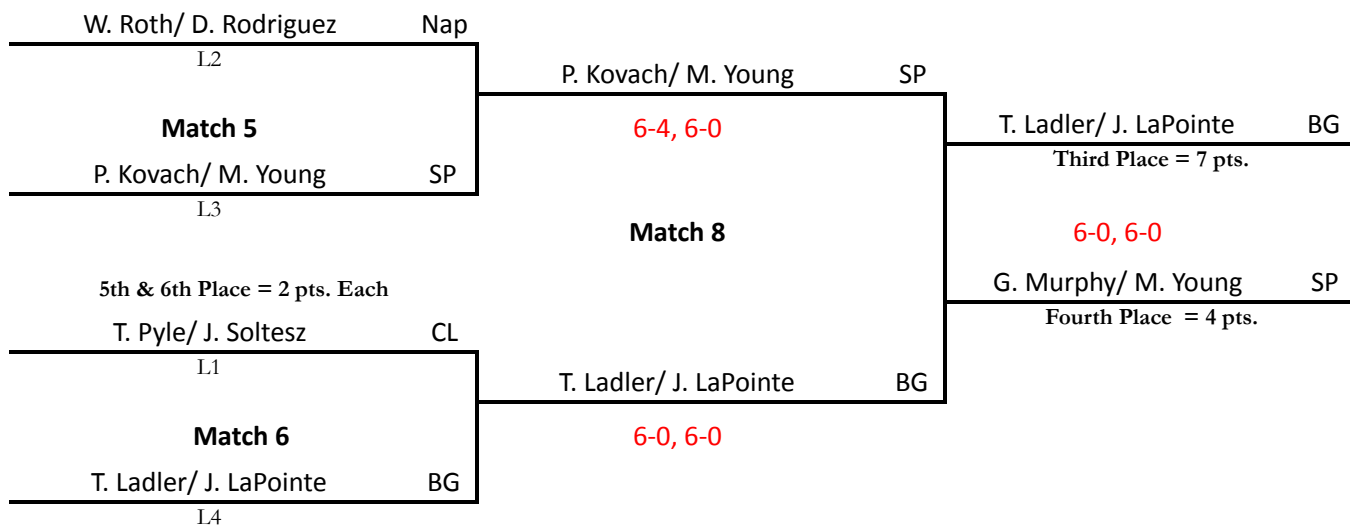 W. Roth/ D. Rodriguez Nap
L2
Match 5
P. Kovach/ M. Young SP
L3
5th & 6th Place = 2 pts. Each
T. Pyle/ J. Soltesz CL
L1
Match 6
T. Ladler/ J. LaPointe BG
L4
P. Kovach/ M. Young SP
6-4, 6-0
Match 8
T. Ladler/ J. LaPointe BG
6-0, 6-0
T. Ladler/ J. LaPointe BG
Third Place = 7 pts.
6-0, 6-0
G. Murphy/ M. Young SP
Fourth Place = 4 pts.